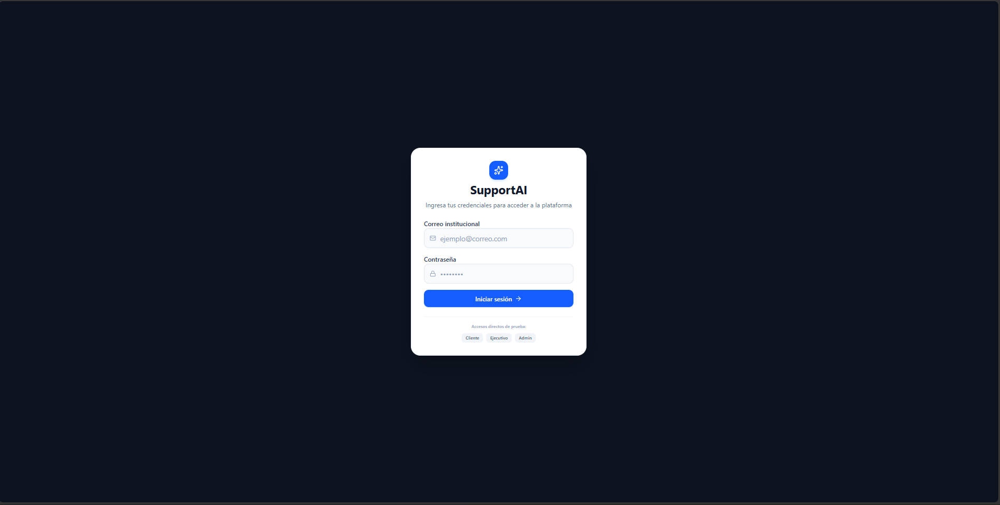 SupportAI
Ingresa tus credenciales para acceder a la plataforma
Correo institucional
ejemplo@correo.com
Contraseña
••••••••
Iniciar sesión →
Accesos directos de prueba:
Cliente Ejecutivo Admin